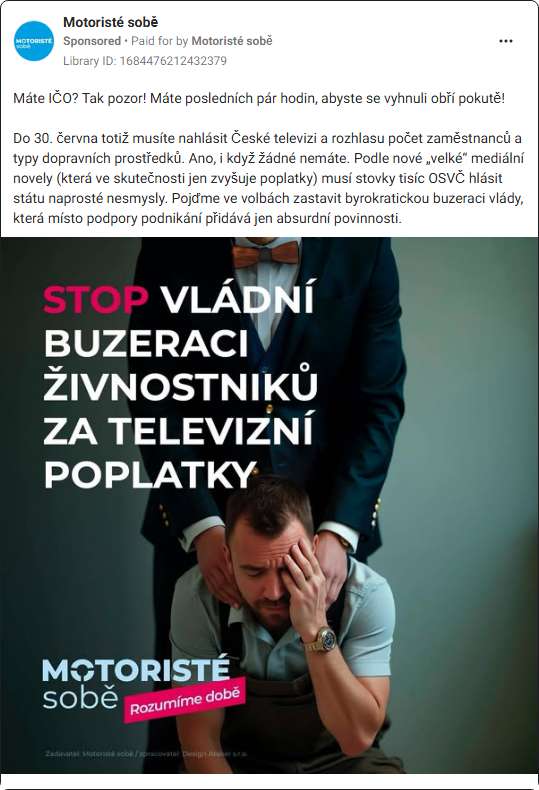 Motoristé sobě
Sponsored • Paid for by Motoristé sobě
Library ID: 1684476212432379
Máte IČO? Tak pozor! Máte posledních pár hodin, abyste se vyhnuli obří pokutě!
Do 30. června totiž musíte nahlásit České televizi a rozhlasu počet zaměstnanců a
typy dopravních prostředků. Ano, i když žádné nemáte. Podle nové „velké“ mediální
novely (která ve skutečnosti jen zvyšuje poplatky) musí stovky tisíc OSVČ hlásit
státu naprosté nesmysly. Pojďme ve volbách zastavit byrokratickou buzeraci vlády,
která místo podpory podnikání přidává jen absurdní povinnosti.
STOP VLÁDNÍ
BUZERACI
ŽIVNOSTNIKŮ
ZA TELEVIZNÍ
POPLATKY
MOTORISTÉ
sobě
Rozumíme době
Zadavatel: Motoristé sobě / zpracovatel: Design Atelier s.r.o.
MOTORISTÉ
sobě